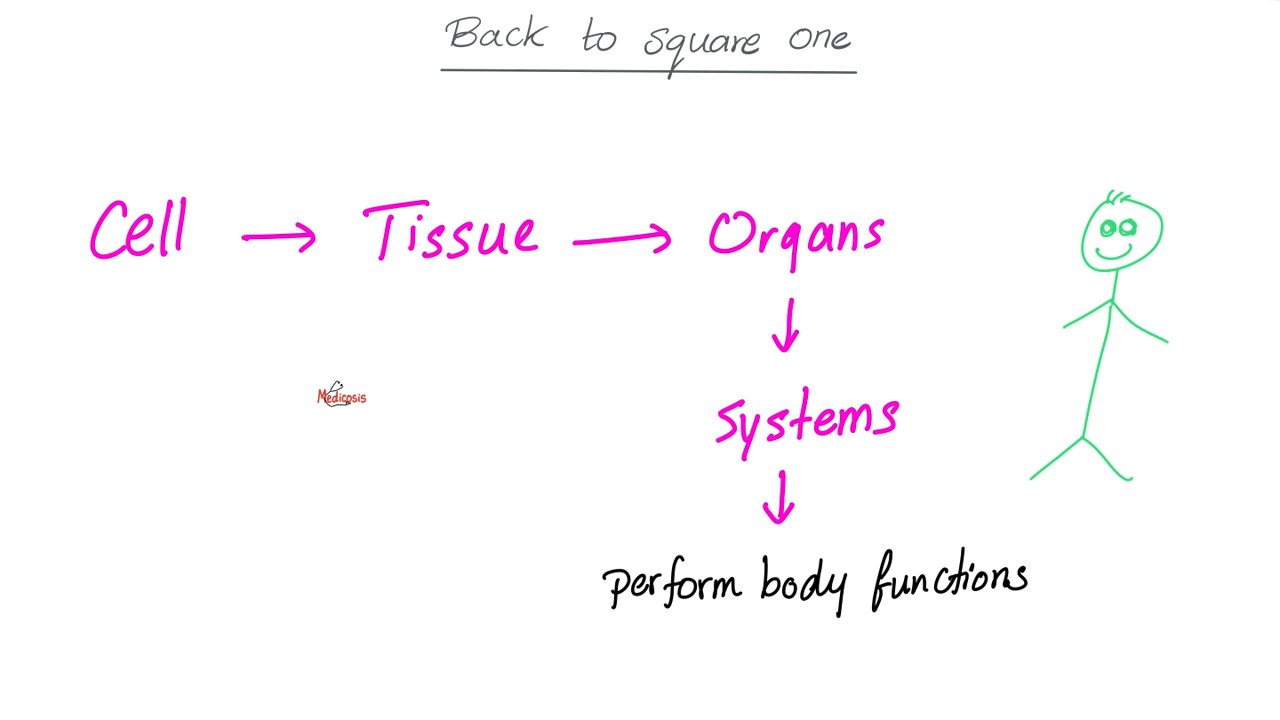 Back to square one
Cell → Tissue → Organs
↓
Systems
↓
Perform body functions
Medicosis